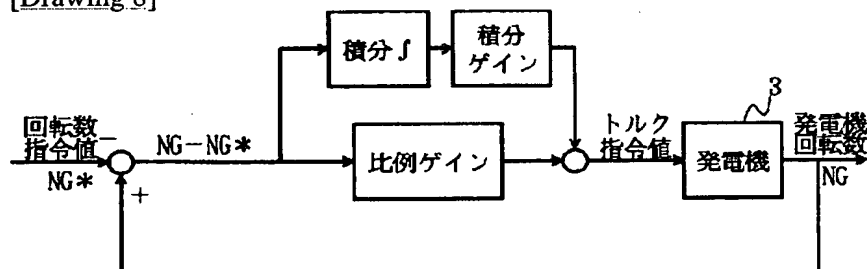 [Drawing 8]
積分∫
積分
ゲイン
回転数
指令値
NG*
−
+
NG−NG*
比例ゲイン
トルク
指令値
3
発電機
発電機
回転数
NG